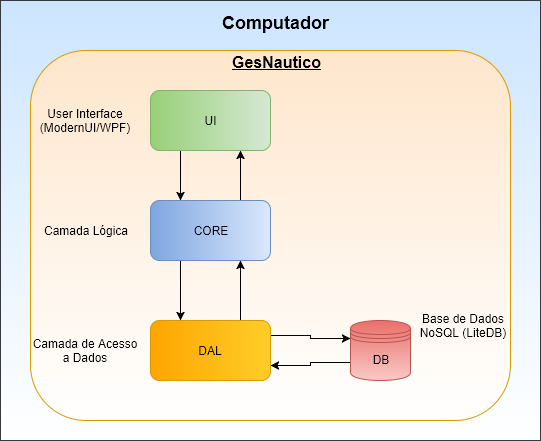 Computador
GesNautico
User Interface
(ModernUI/WPF)
UI
Camada Lógica
CORE
Camada de Acesso
a Dados
DAL
DB
Base de Dados
NoSQL (LiteDB)